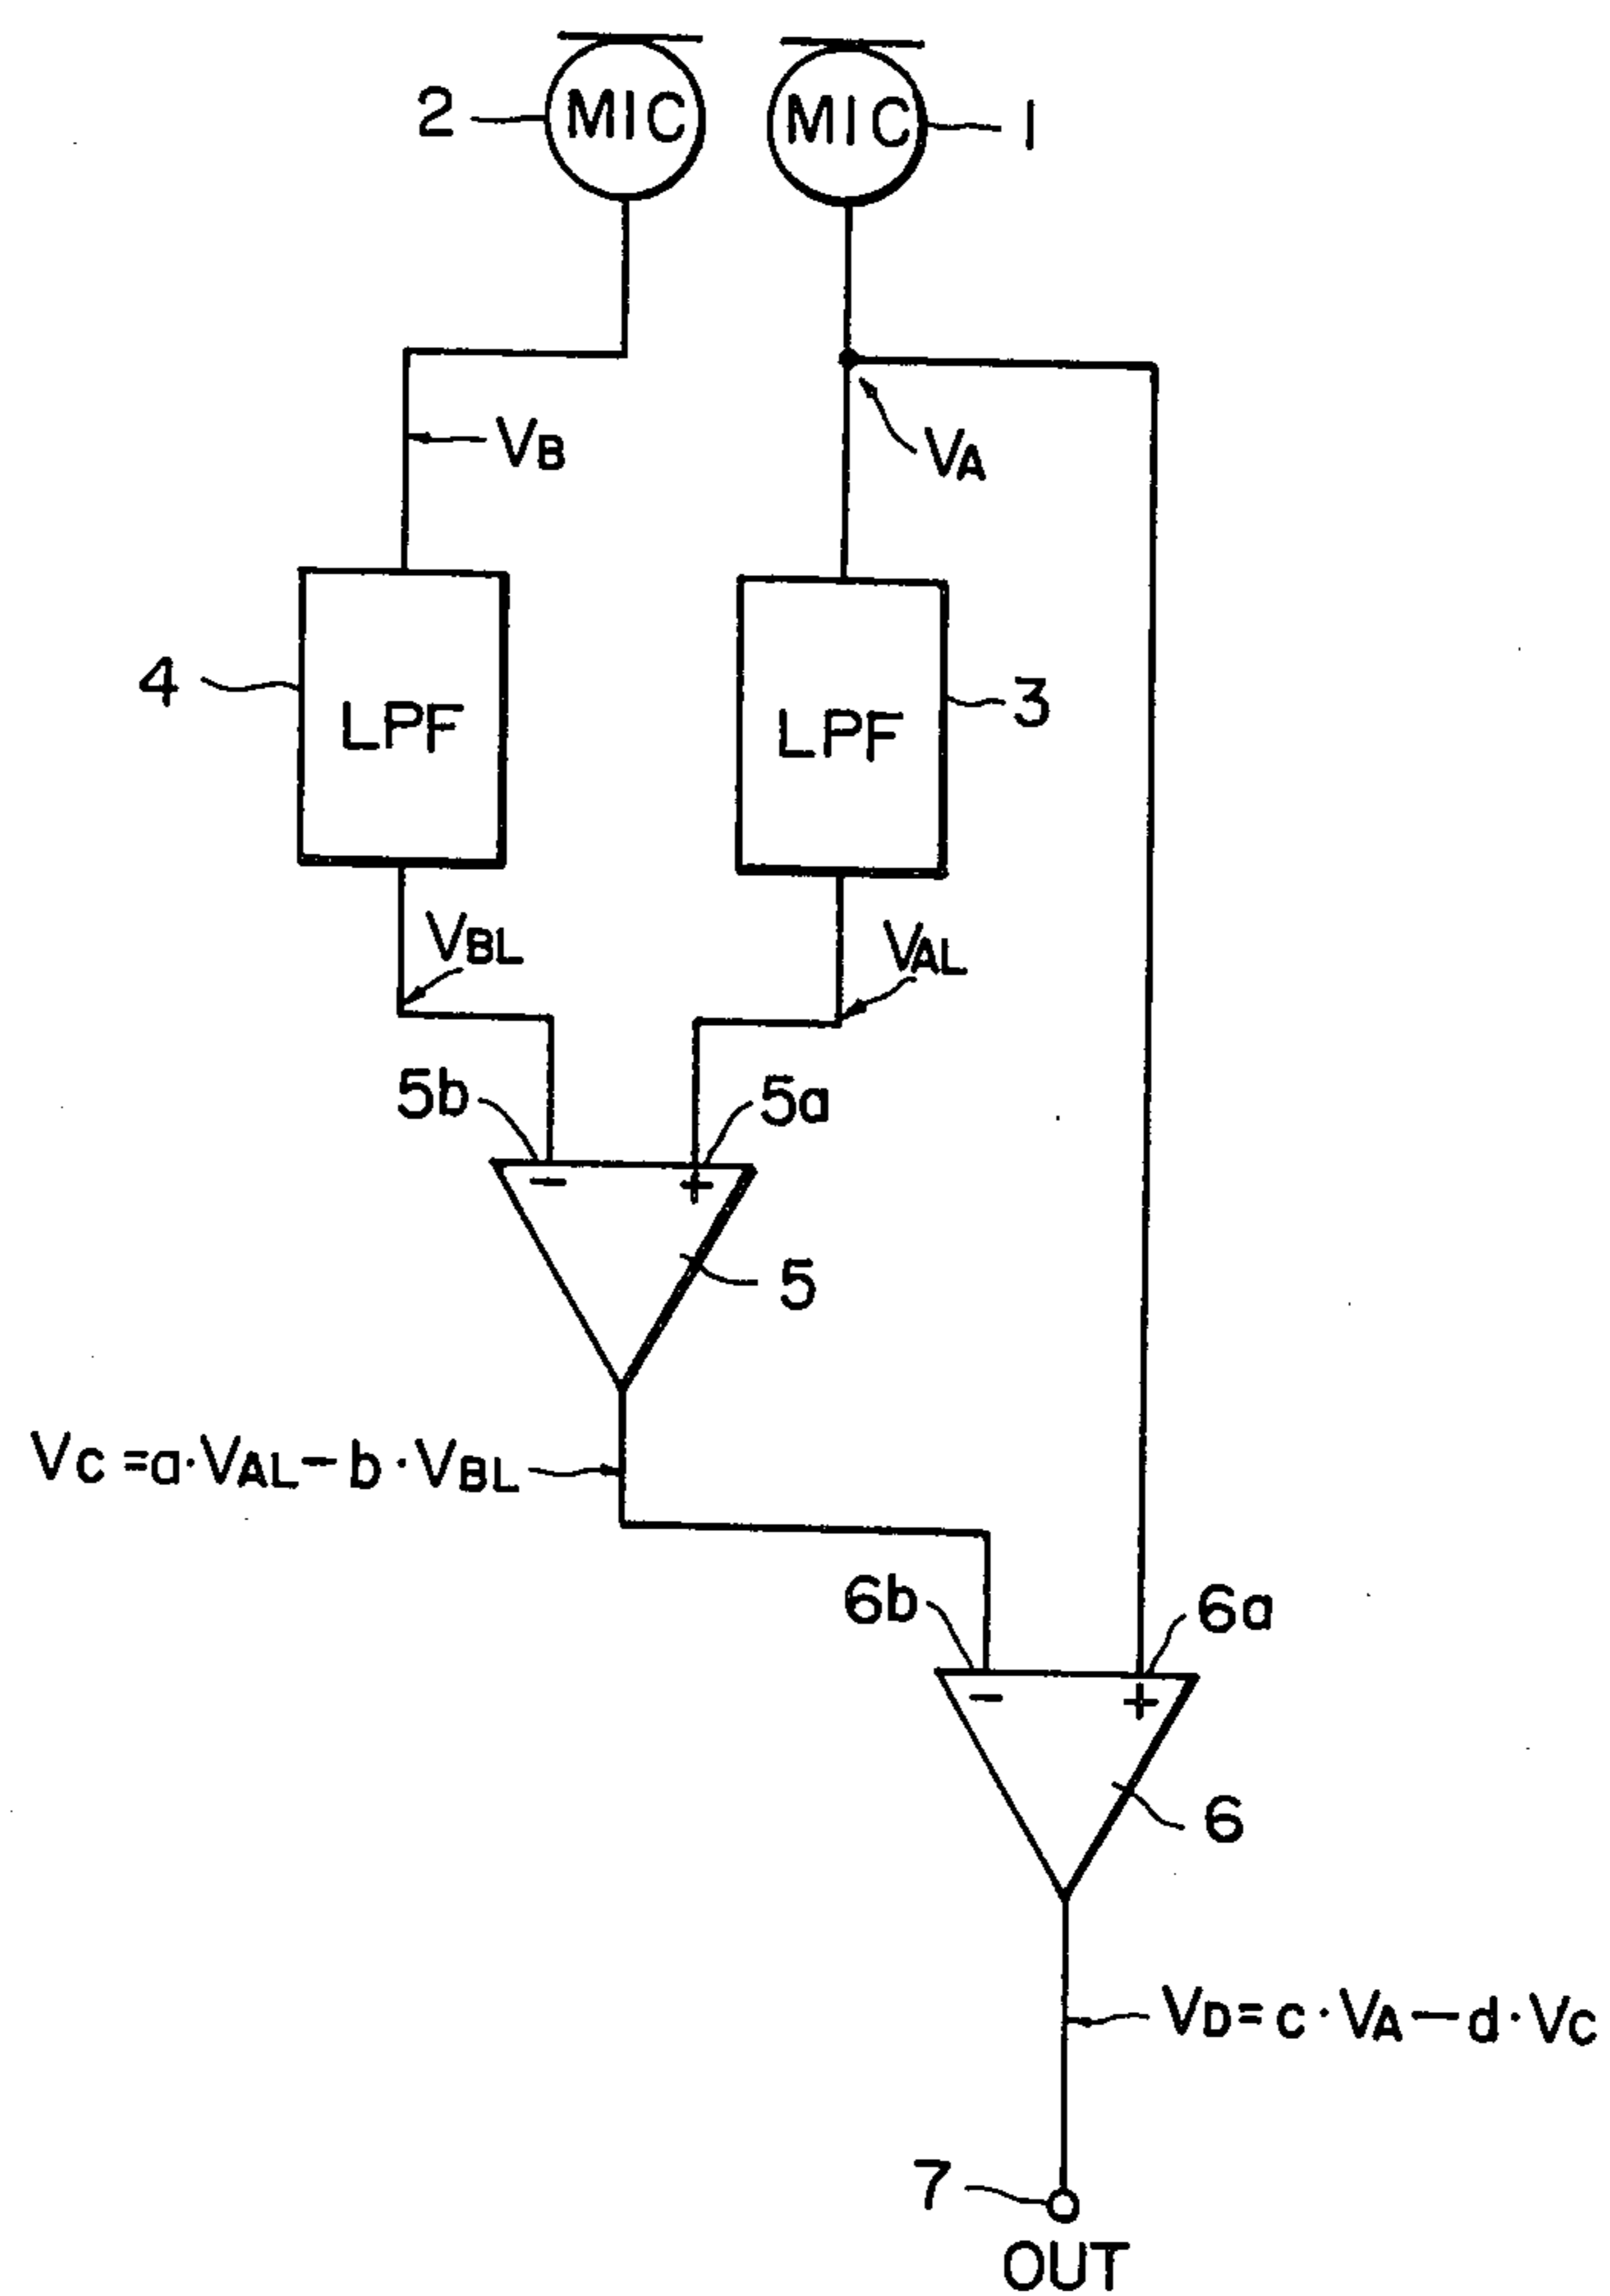 2 MIC MIC 1
VB VA
4 LPF LPF 3
VBL VAL
5b 5a
- +
5
VC=a·VAL-b·VBL
6b 6a
- +
6
VD=c·VA-d·VC
7
OUT